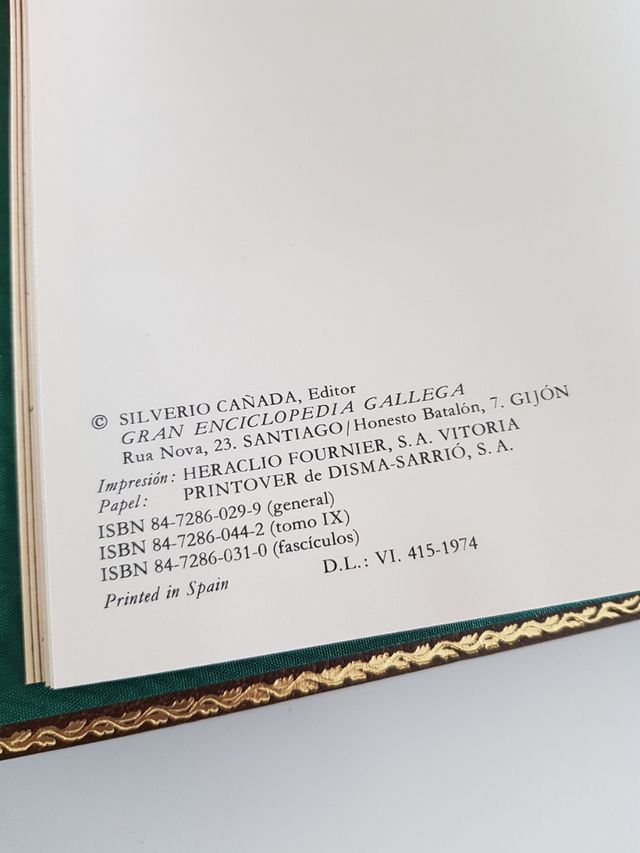 © SILVERIO CAÑADA, Editor
GRAN ENCICLOPEDIA GALLEGA
Rua Nova, 23. SANTIAGO/Honesto Batalón, 7. GIJÓN
Impresión: HERACLIO FOURNIER, S. A. VITORIA
Papel: PRINTOVER de DISMA-SARRIÓ, S. A.
ISBN 84-7286-029-9 (general)
ISBN 84-7286-044-2 (tomo IX)
ISBN 84-7286-031-0 (fascículos)
D.L.: VI. 415-1974
Printed in Spain